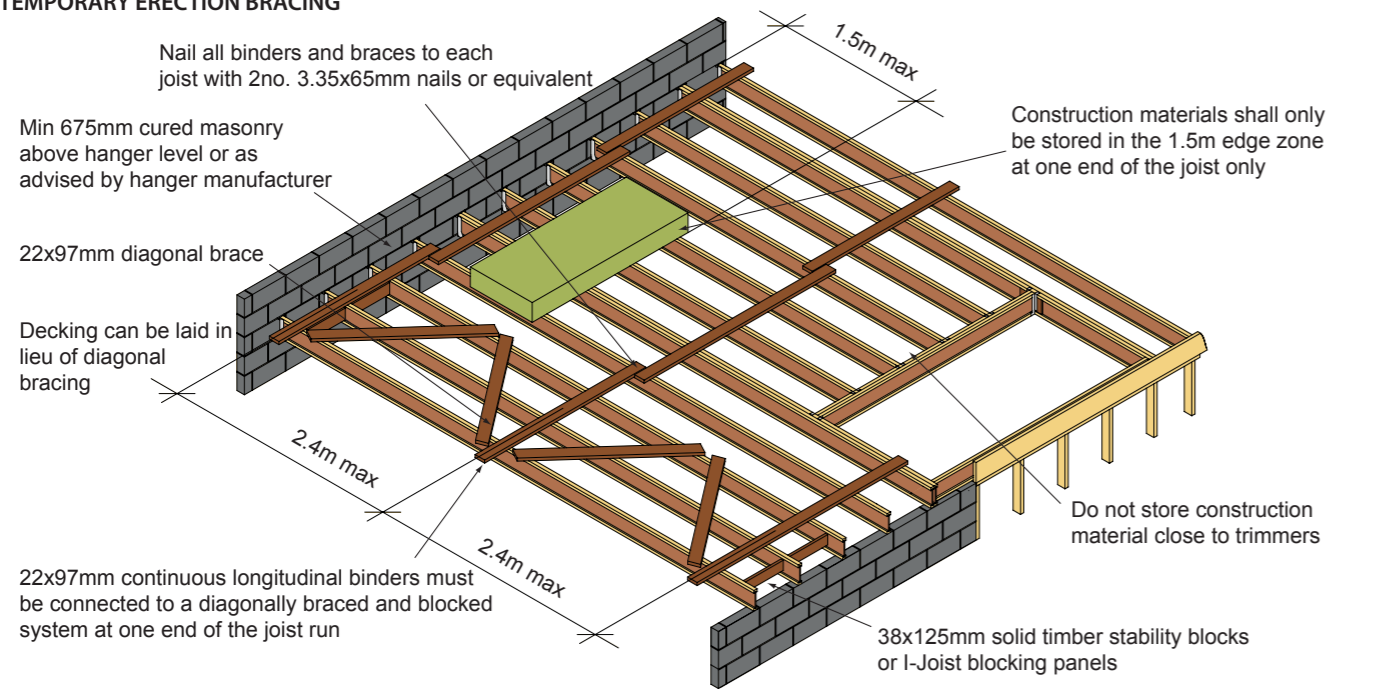 TEMPORARY ERECTION BRACING
Nail all binders and braces to each
joist with 2no. 3.35x65mm nails or equivalent
1.5m max
Min 675mm cured masonry
above hanger level or as
advised by hanger manufacturer
Construction materials shall only
be stored in the 1.5m edge zone
at one end of the joist only
22x97mm diagonal brace
Decking can be laid in
lieu of diagonal
bracing
2.4m max
2.4m max
Do not store construction
material close to trimmers
22x97mm continuous longitudinal binders must
be connected to a diagonally braced and blocked
system at one end of the joist run
38x125mm solid timber stability blocks
or I-Joist blocking panels